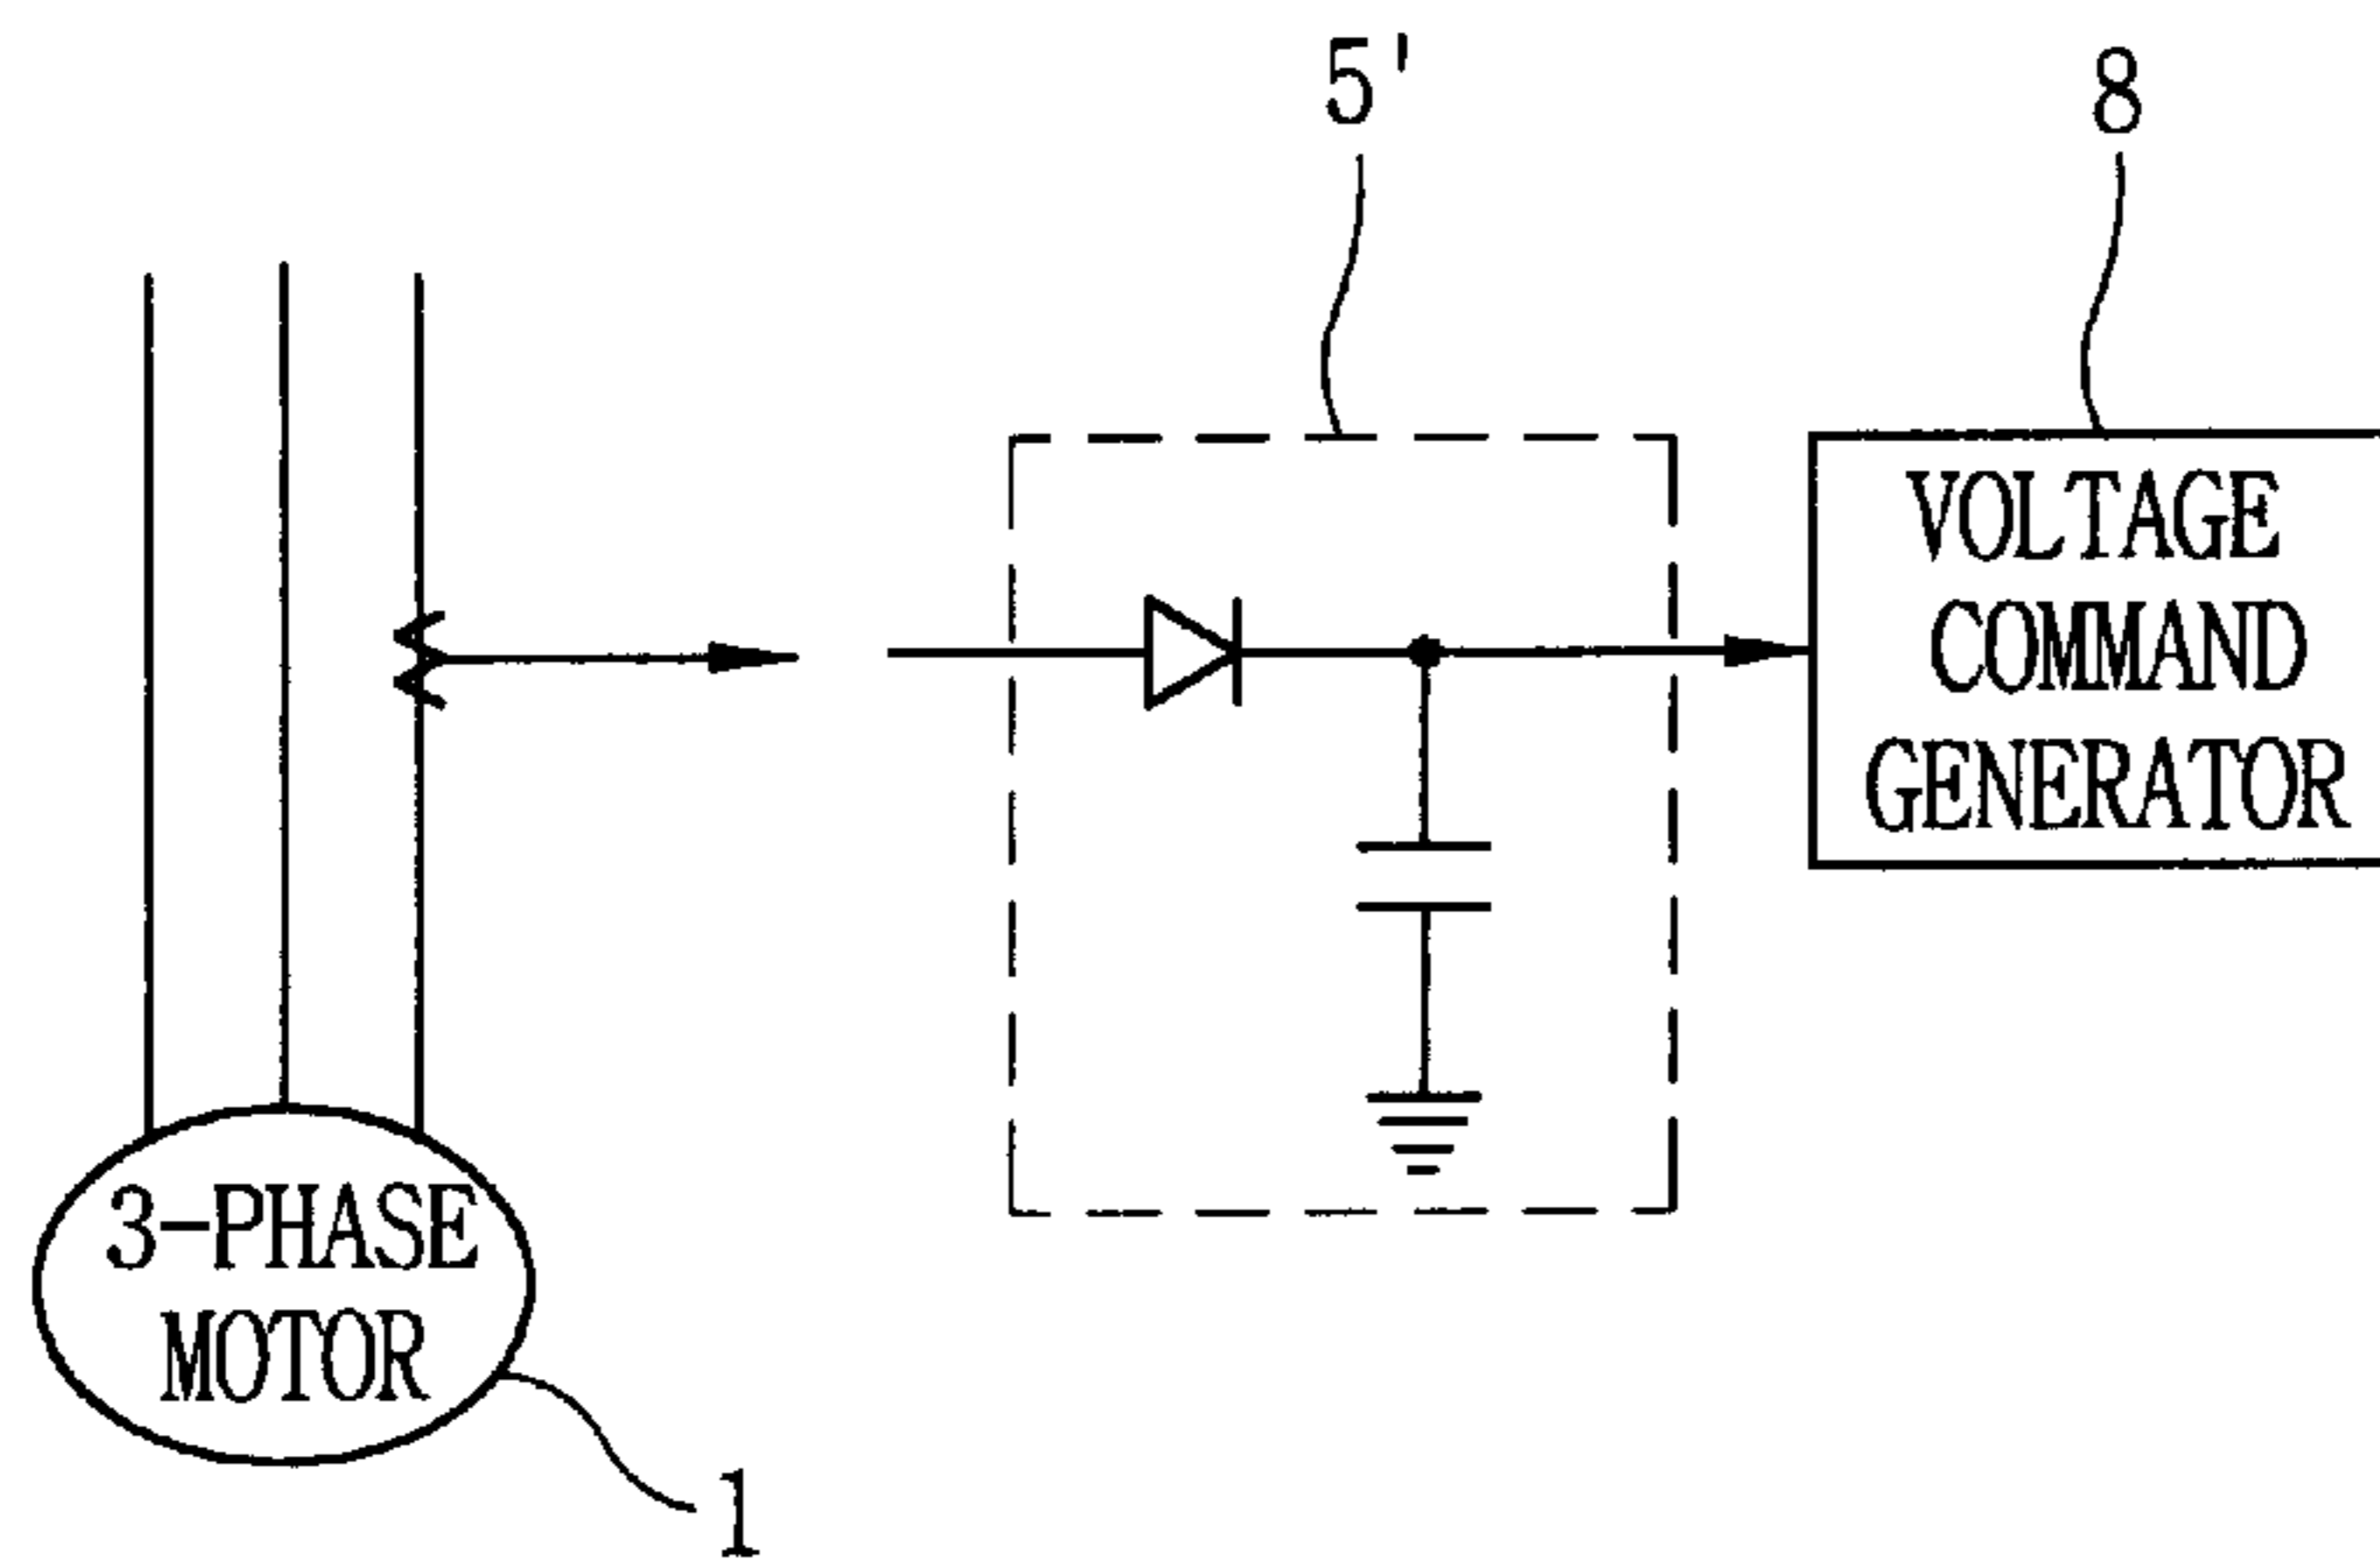 5'
8
VOLTAGE
COMMAND
GENERATOR
3-PHASE
MOTOR
1